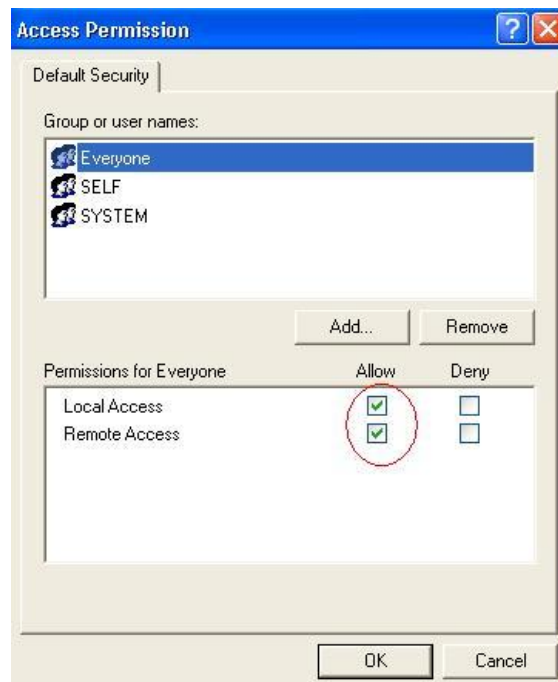 Access Permission
Default Security
Group or user names:
Everyone
SELF
SYSTEM
Add... Remove
Permissions for Everyone Allow Deny
Local Access
Remote Access
OK Cancel